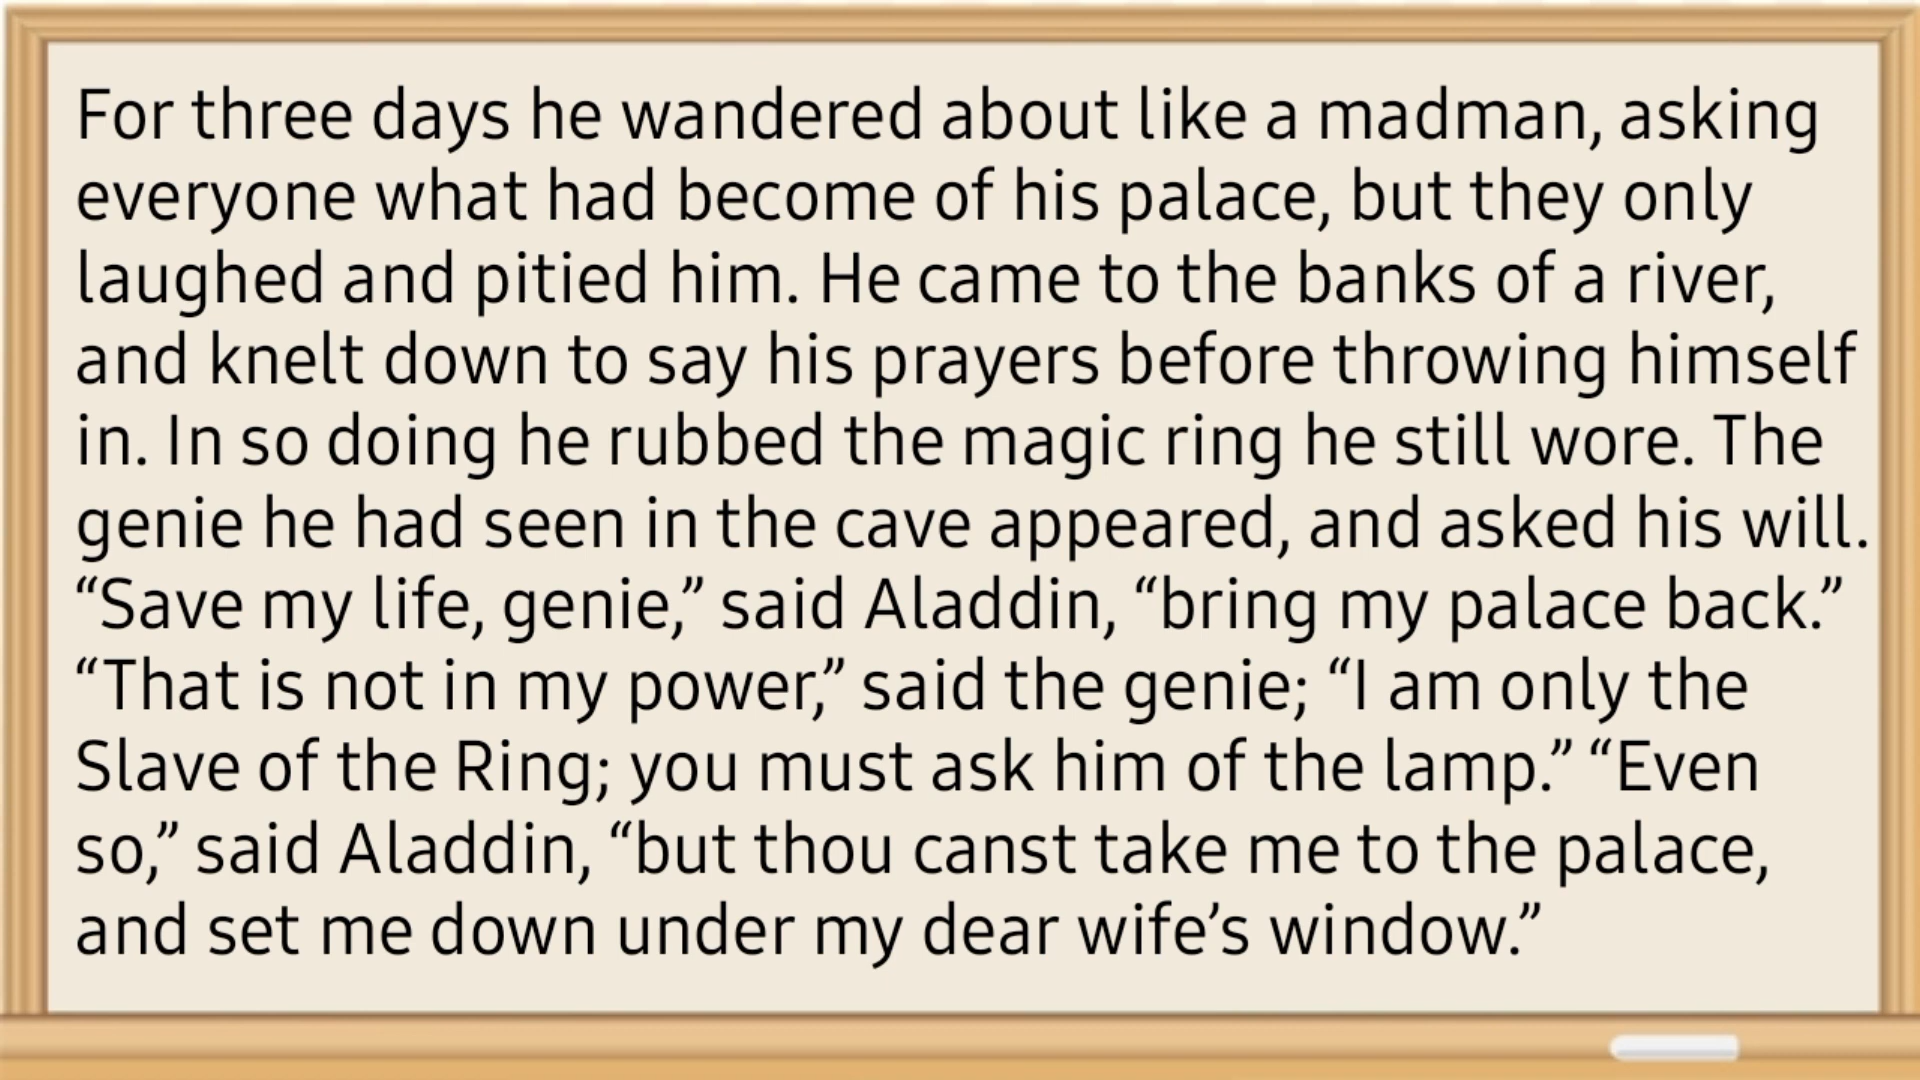 For three days he wandered about like a madman, asking
everyone what had become of his palace, but they only
laughed and pitied him. He came to the banks of a river,
and knelt down to say his prayers before throwing himself
in. In so doing he rubbed the magic ring he still wore. The
genie he had seen in the cave appeared, and asked his will.
“Save my life, genie,” said Aladdin, “bring my palace back.”
“That is not in my power,” said the genie; “I am only the
Slave of the Ring; you must ask him of the lamp.” “Even
so,” said Aladdin, “but thou canst take me to the palace,
and set me down under my dear wife’s window.”